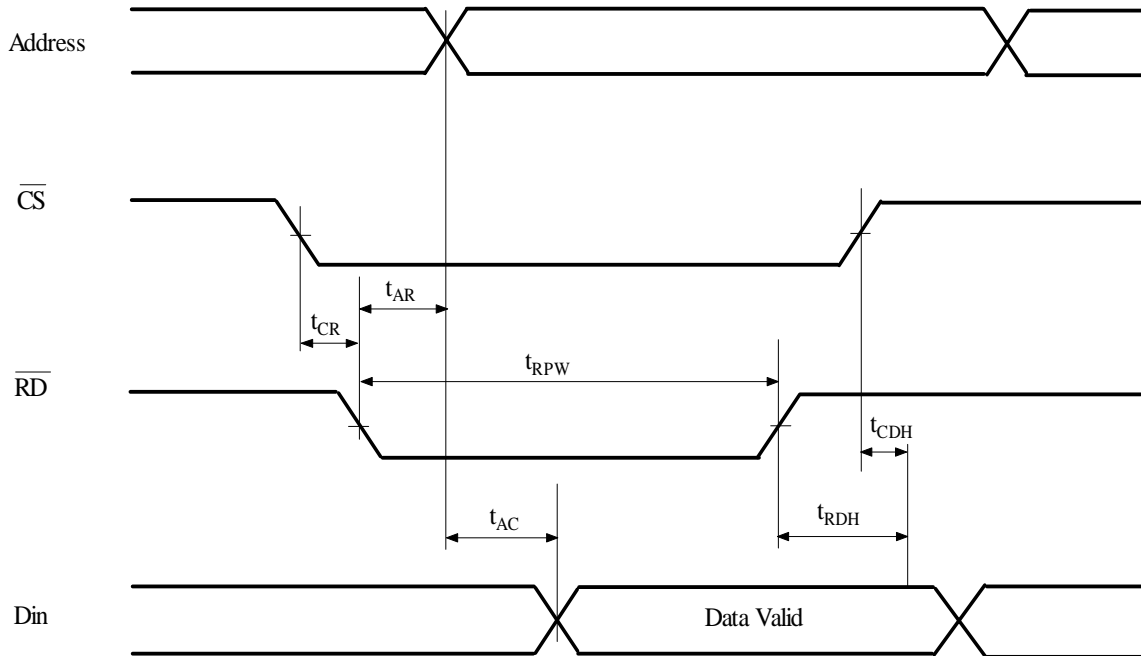 Address
CS
tAR
tCR
tRPW
RD
tCDH
tAC
tRDH
Din
Data Valid